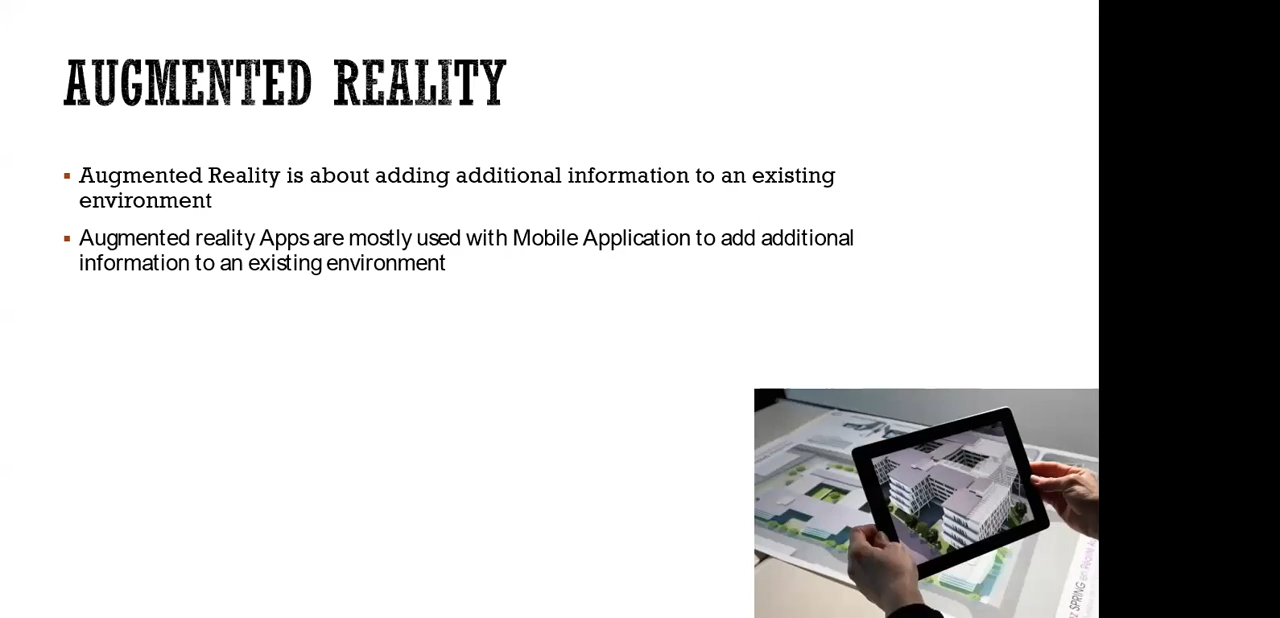 AUGMENTED REALITY
Augmented Reality is about adding additional information to an existing
environment
Augmented reality Apps are mostly used with Mobile Application to add additional
information to an existing environment
SPRING